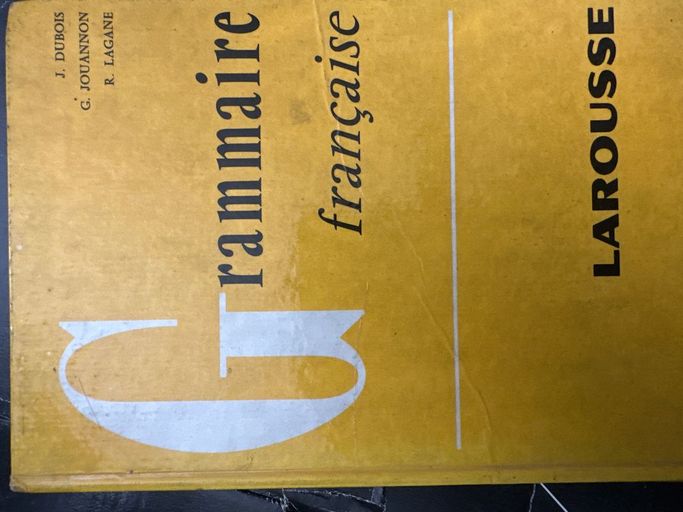 J. DUBOIS
G. JOUANNON
R. LAGANE
Grammaire
française
LAROUSSE